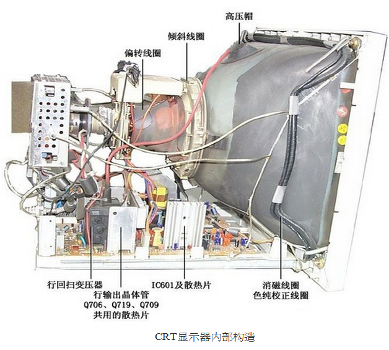 高压帽
倾斜线圈
偏转线圈
行回扫变压器
行输出晶体管
Q706、Q719、Q709
共用的散热片
IC601及散热片
消磁线圈
色纯校正线圈
CRT显示器内部构造